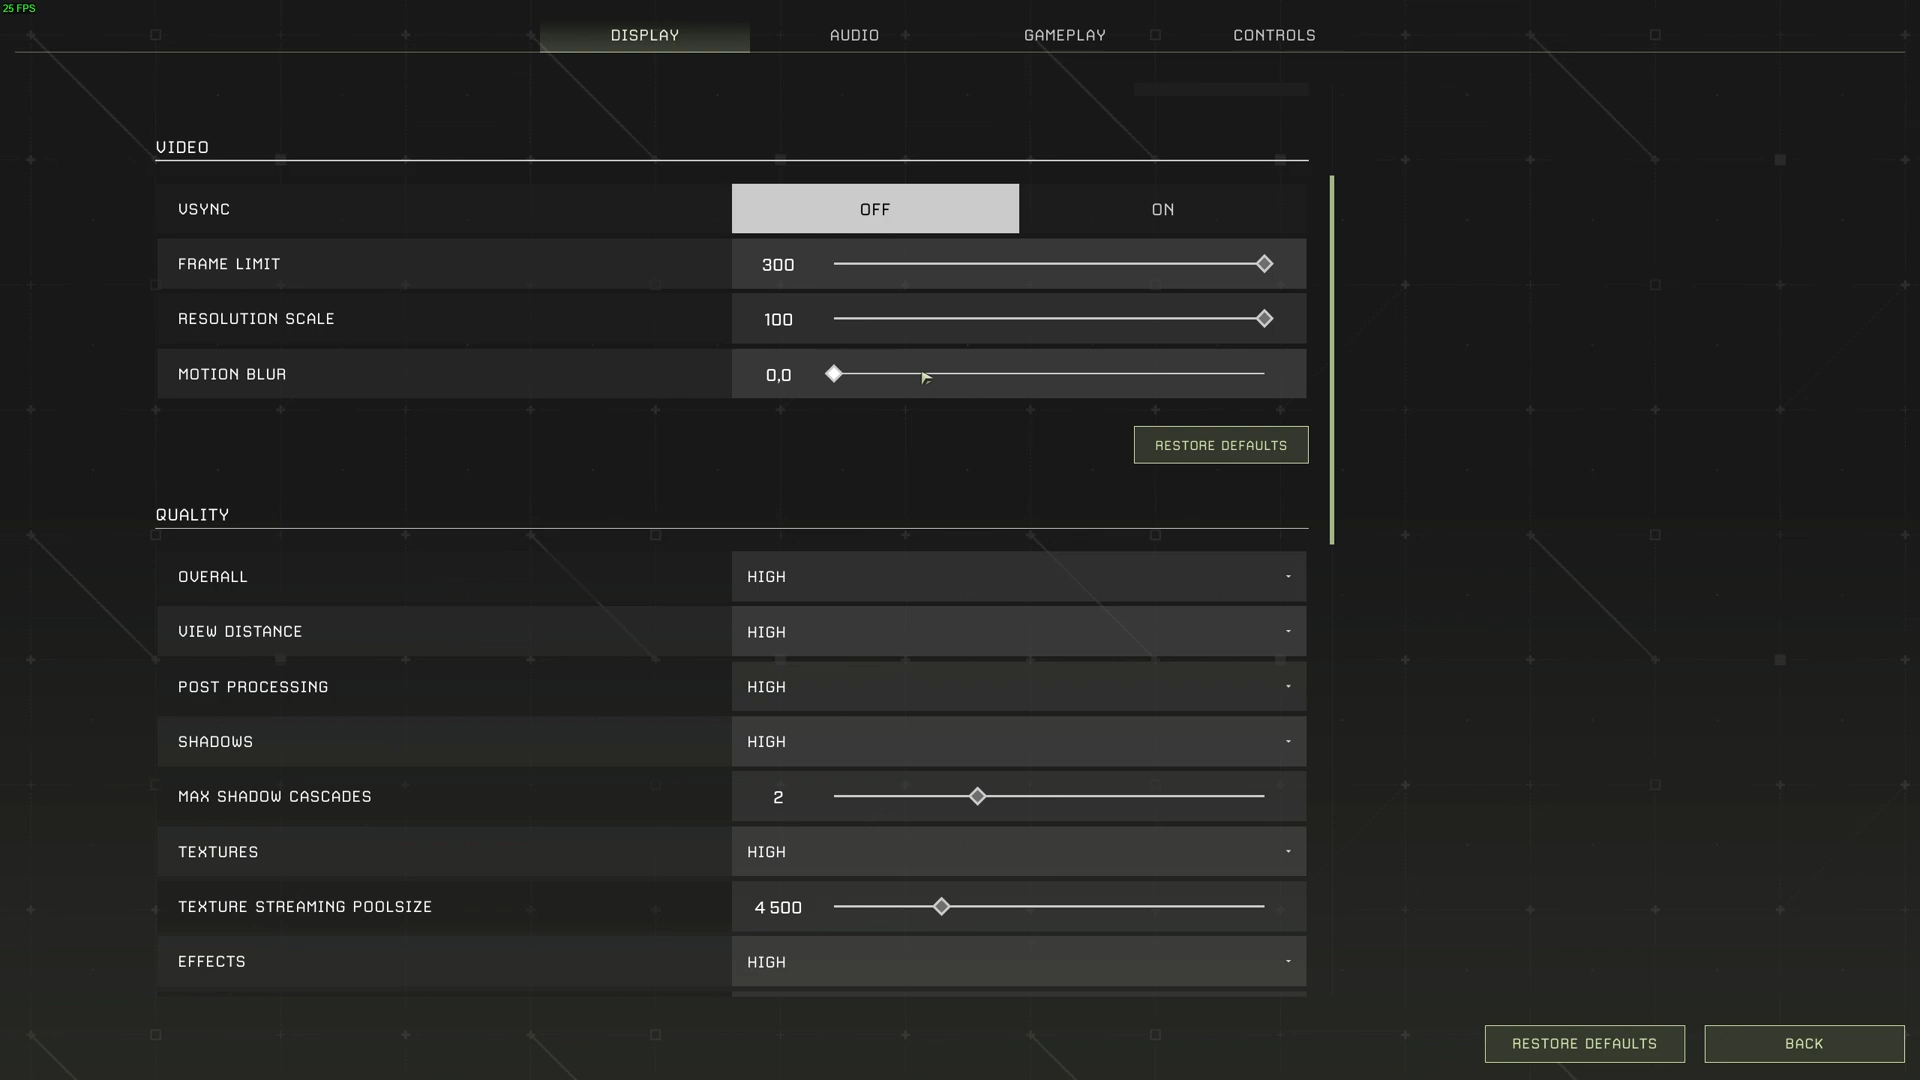 25 FPS
DISPLAY AUDIO GAMEPLAY CONTROLS
VIDEO
VSYNC OFF ON
FRAME LIMIT 300
RESOLUTION SCALE 100
MOTION BLUR 0,0
RESTORE DEFAULTS
QUALITY
OVERALL HIGH
VIEW DISTANCE HIGH
POST PROCESSING HIGH
SHADOWS HIGH
MAX SHADOW CASCADES 2
TEXTURES HIGH
TEXTURE STREAMING POOLSIZE 4 500
EFFECTS HIGH
RESTORE DEFAULTS BACK